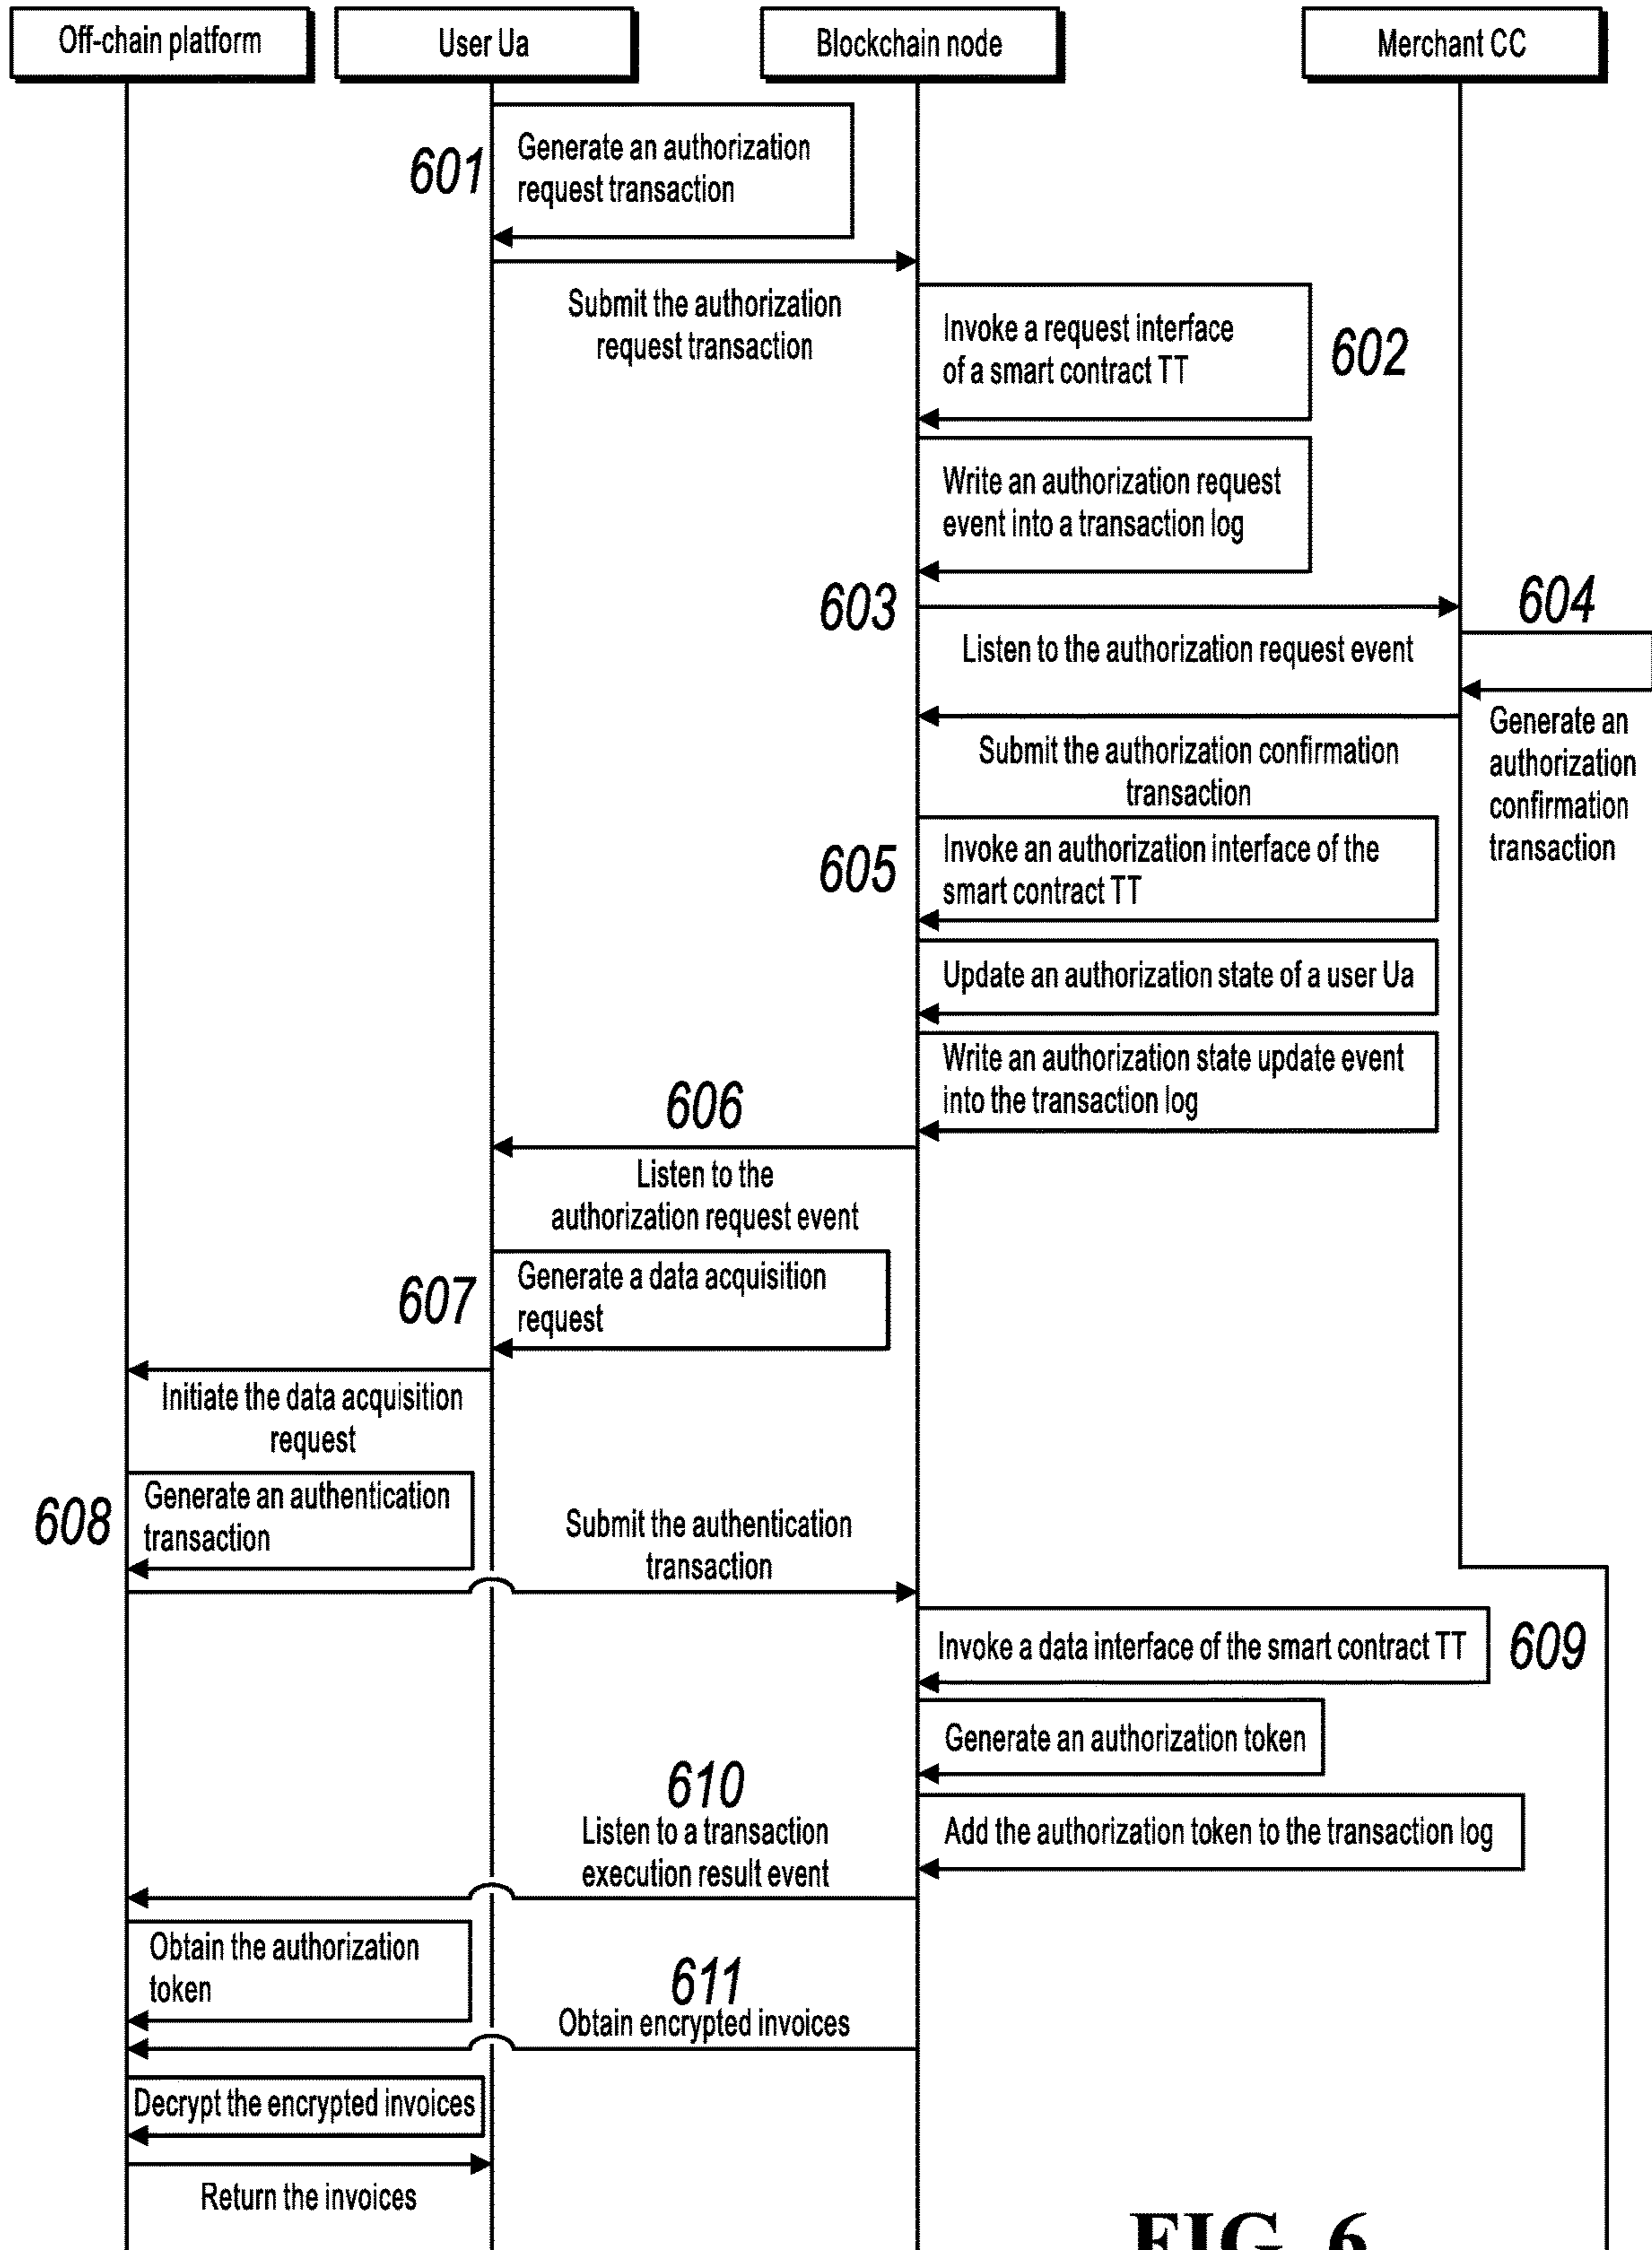 Off-chain platform
User Ua
Blockchain node
Merchant CC
601
Generate an authorization
request transaction
Submit the authorization
request transaction
Invoke a request interface
of a smart contract TT
602
Write an authorization request
event into a transaction log
603
604
Listen to the authorization request event
Generate an
authorization
confirmation
transaction
Submit the authorization confirmation
transaction
605
Invoke an authorization interface of the
smart contract TT
Update an authorization state of a user Ua
Write an authorization state update event
into the transaction log
606
Listen to the
authorization request event
607
Generate a data acquisition
request
Initiate the data acquisition
request
608
Generate an authentication
transaction
Submit the authentication
transaction
Invoke a data interface of the smart contract TT
609
Generate an authorization token
610
Listen to a transaction
execution result event
Add the authorization token to the transaction log
Obtain the authorization
token
611
Obtain encrypted invoices
Decrypt the encrypted invoices
Return the invoices
FIG. 6